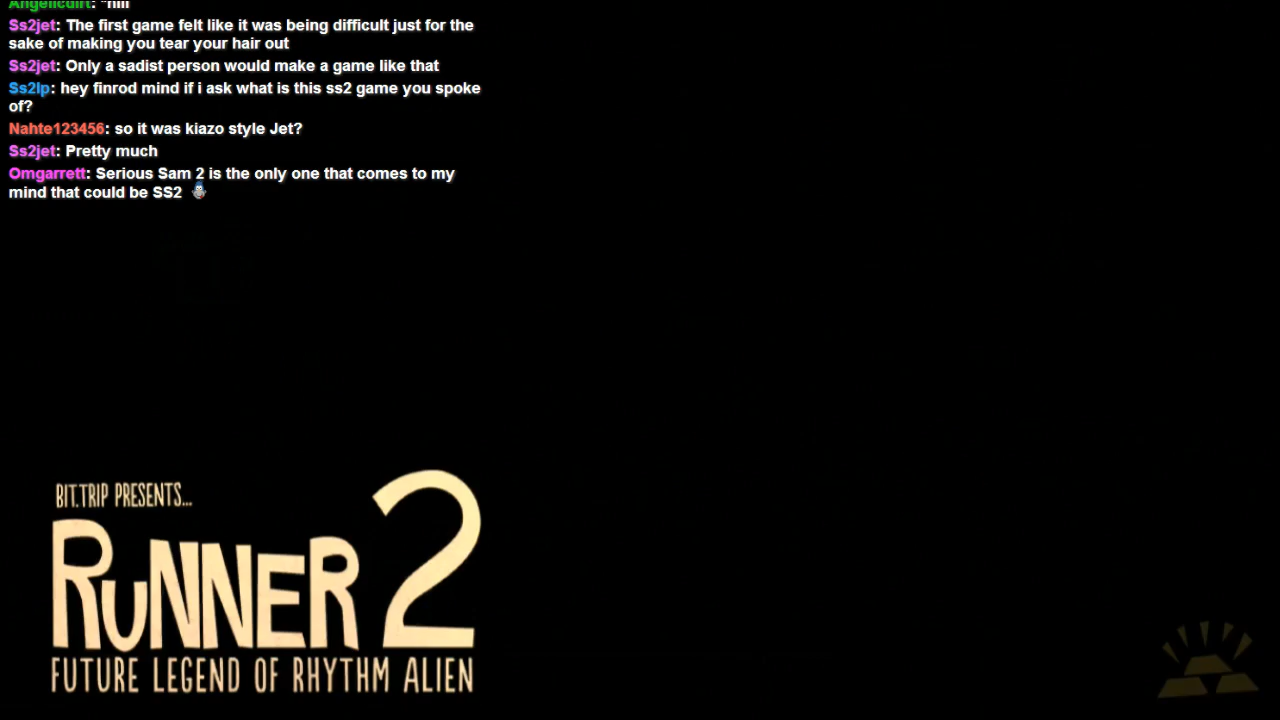 Angelicdirt: "hiii
Ss2jet: The first game felt like it was being difficult just for the
sake of making you tear your hair out
Ss2jet: Only a sadist person would make a game like that
Ss2lp: hey finrod mind if i ask what is this ss2 game you spoke
of?
Nahte123456: so it was kiazo style Jet?
Ss2jet: Pretty much
Omgarrett: Serious Sam 2 is the only one that comes to my
mind that could be SS2
BIT.TRIP PRESENTS...
RUNNER 2
FUTURE LEGEND OF RHYTHM ALIEN